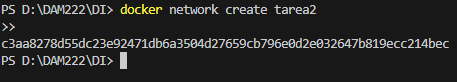 PS D:\DAM222\DI> docker network create tarea2
>>
c3aa8278d55dc23e92471db6a3504d27659cb796e0d2e032647b819ecc214bec
PS D:\DAM222\DI>